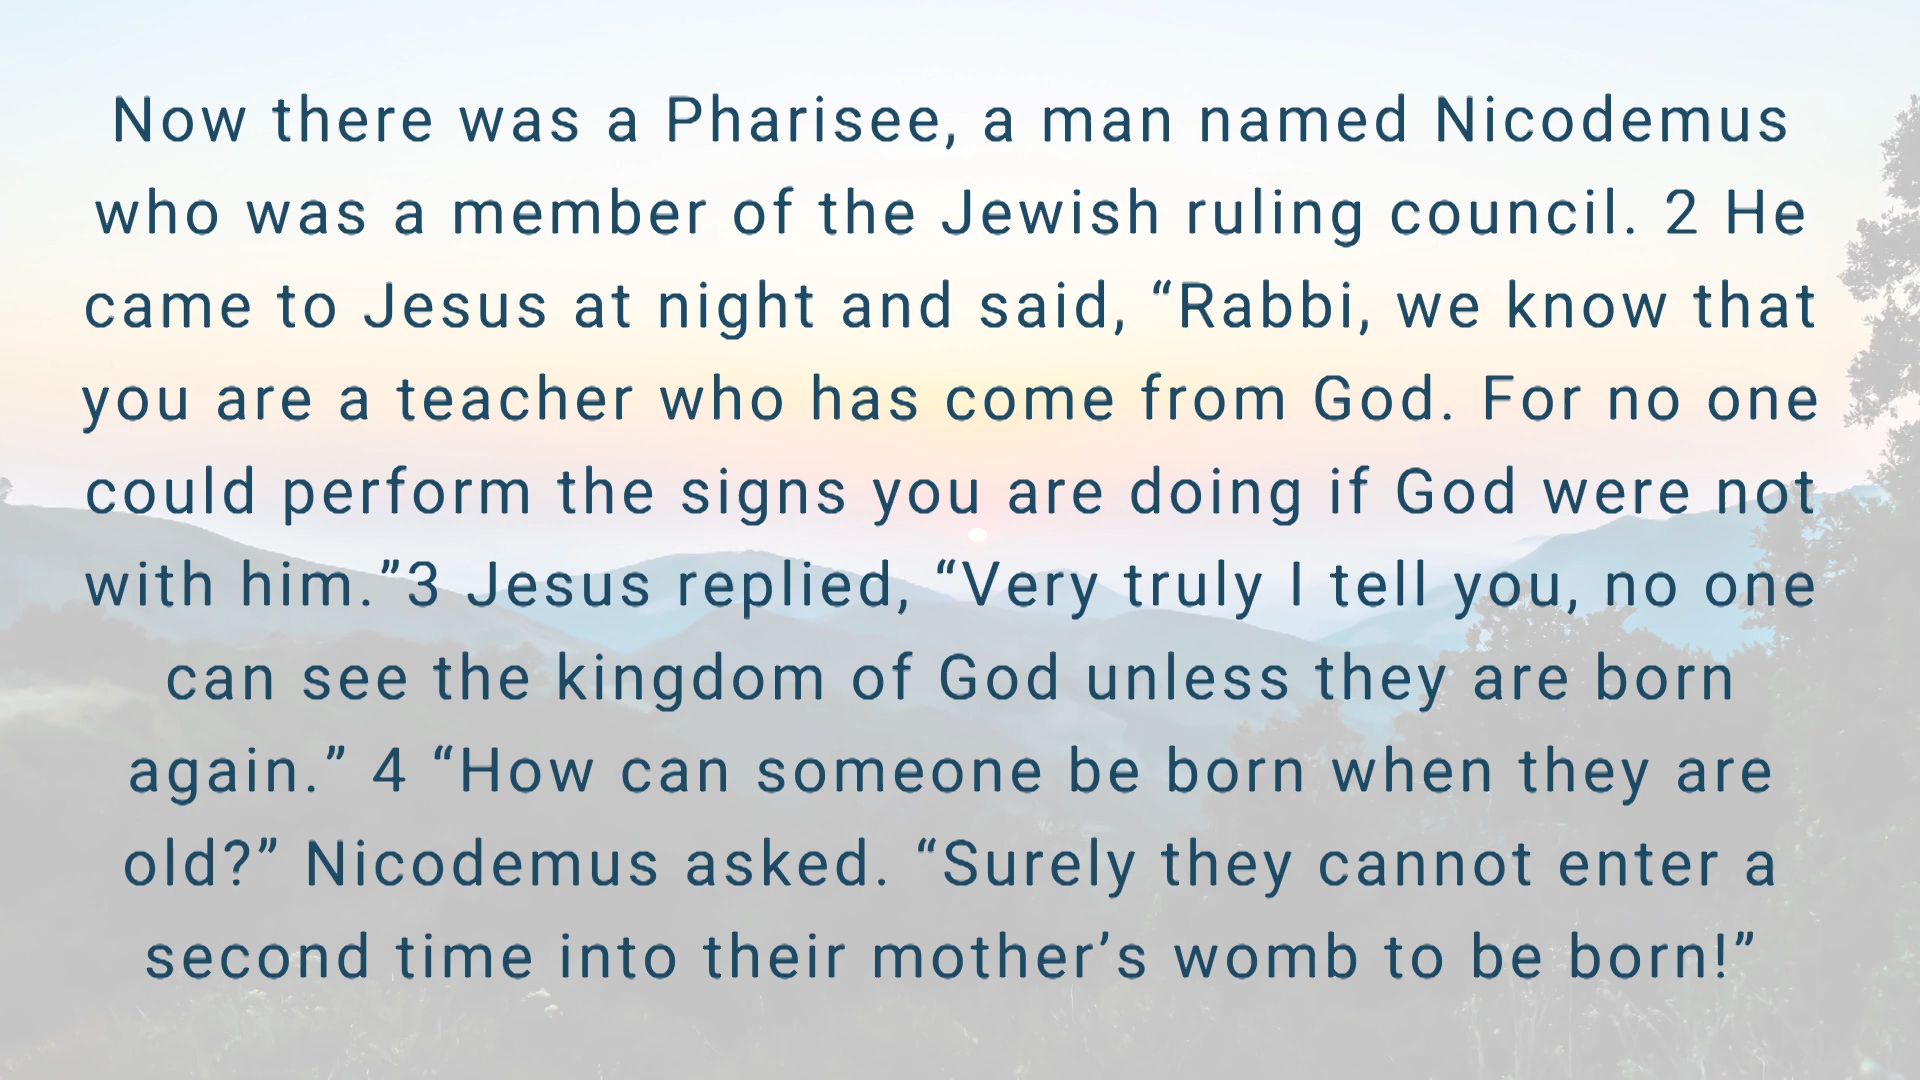 Now there was a Pharisee, a man named Nicodemus
who was a member of the Jewish ruling council. 2 He
came to Jesus at night and said, “Rabbi, we know that
you are a teacher who has come from God. For no one
could perform the signs you are doing if God were not
with him.”3 Jesus replied, “Very truly I tell you, no one
can see the kingdom of God unless they are born
again.” 4 “How can someone be born when they are
old?” Nicodemus asked. “Surely they cannot enter a
second time into their mother’s womb to be born!”